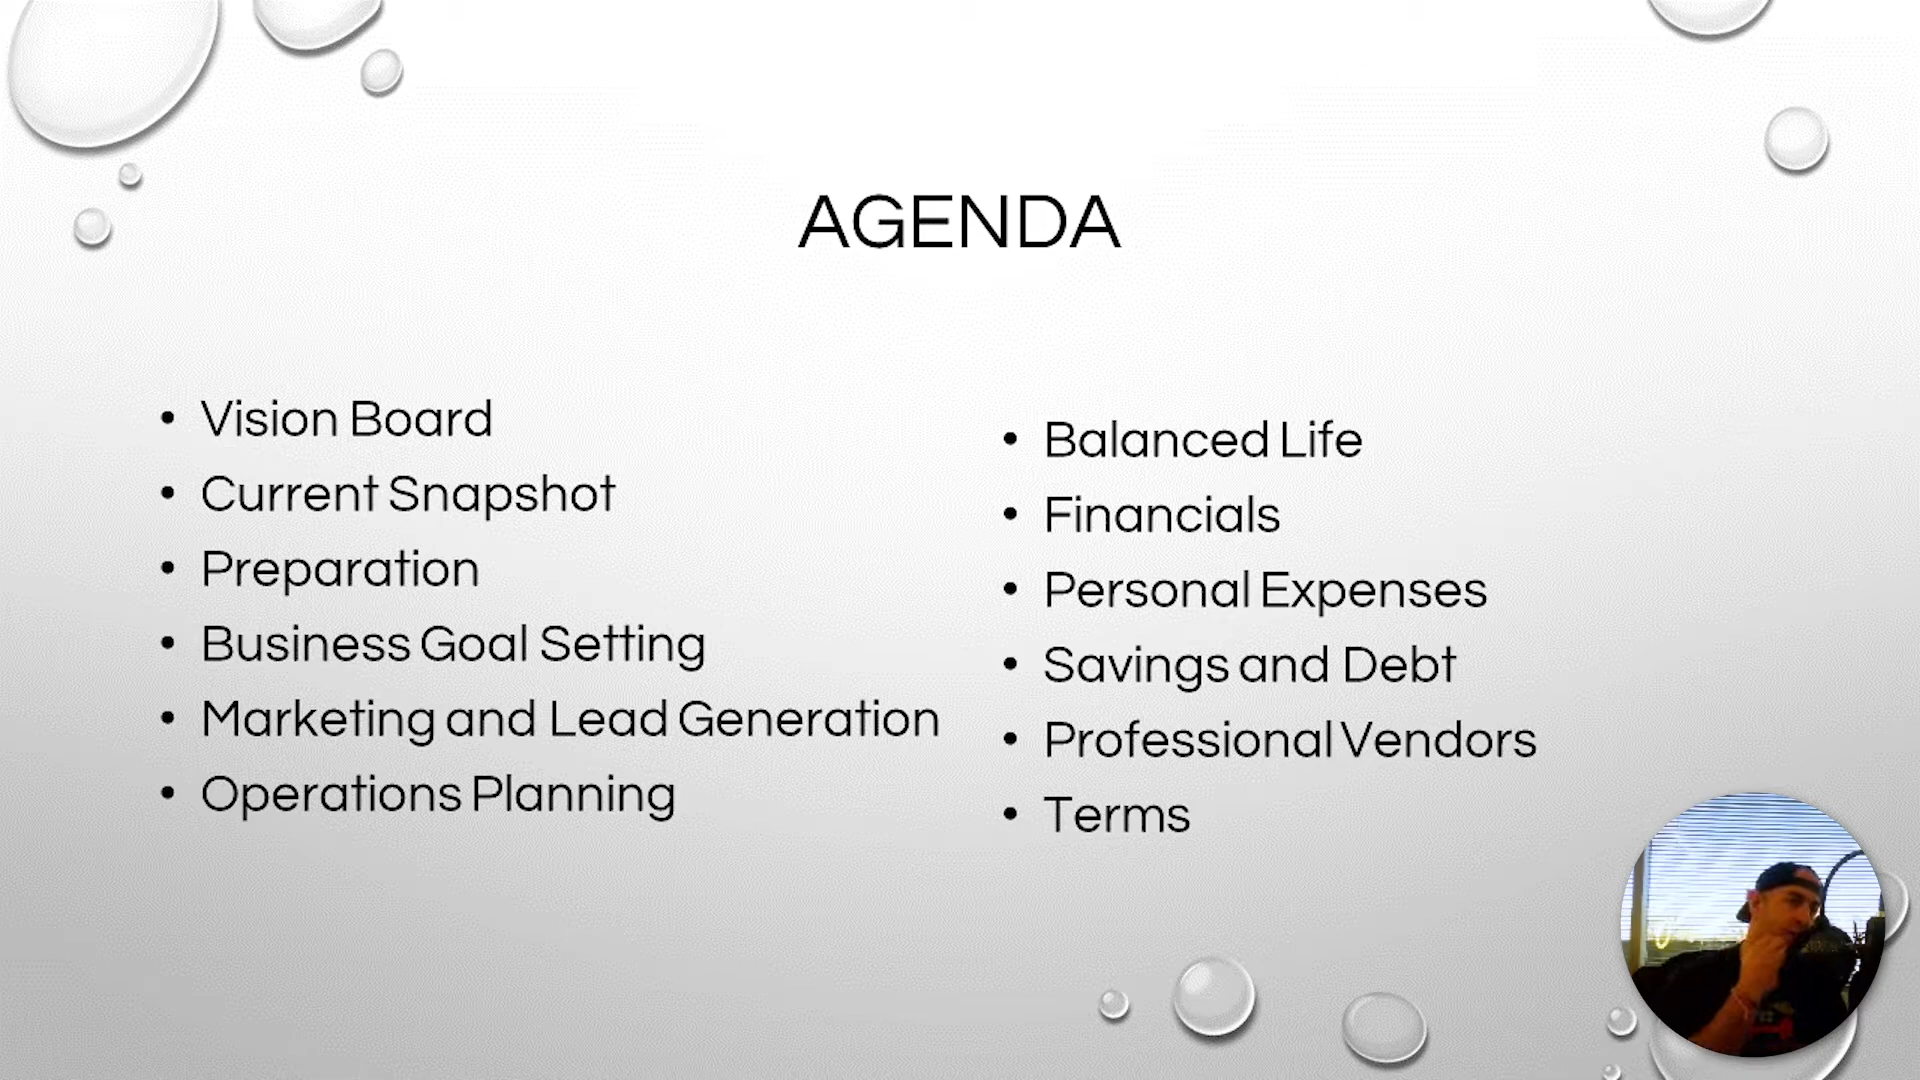 AGENDA
• Vision Board
• Current Snapshot
• Preparation
• Business Goal Setting
• Marketing and Lead Generation
• Operations Planning
• Balanced Life
• Financials
• Personal Expenses
• Savings and Debt
• Professional Vendors
• Terms